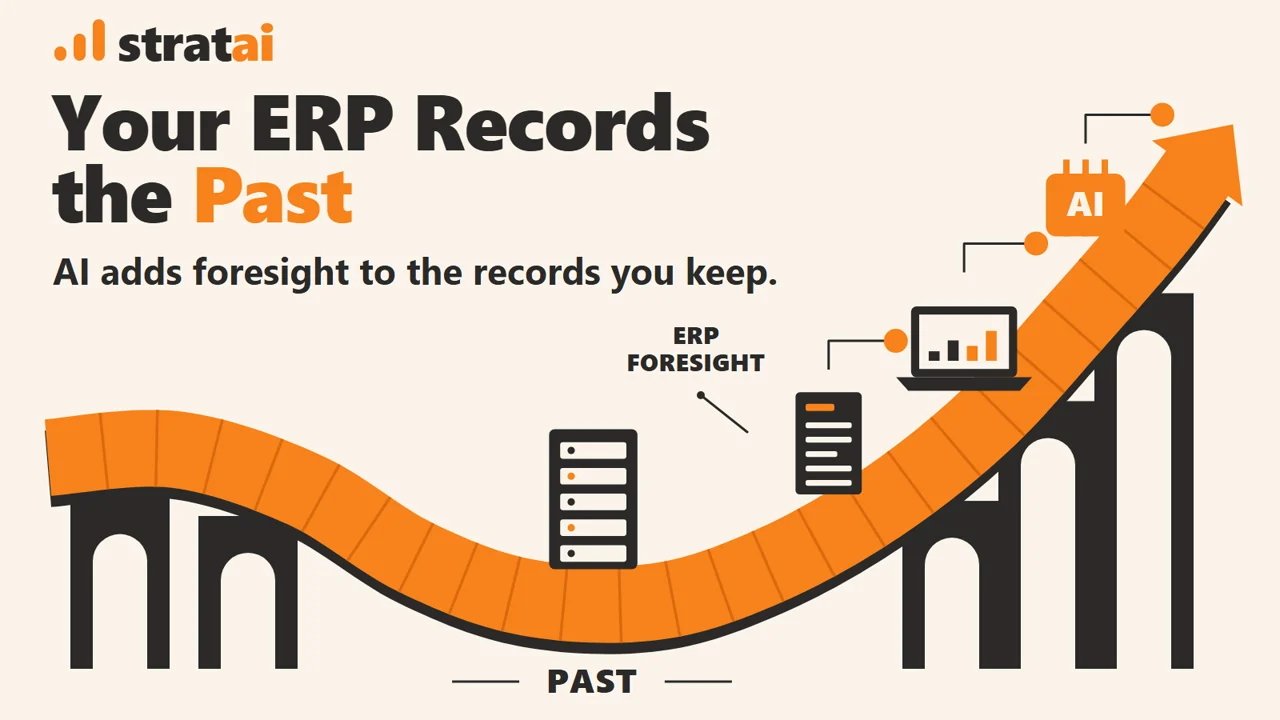 stratai
Your ERP Records
the Past
AI adds foresight to the records you keep.
AI
ERP
FORESIGHT
PAST